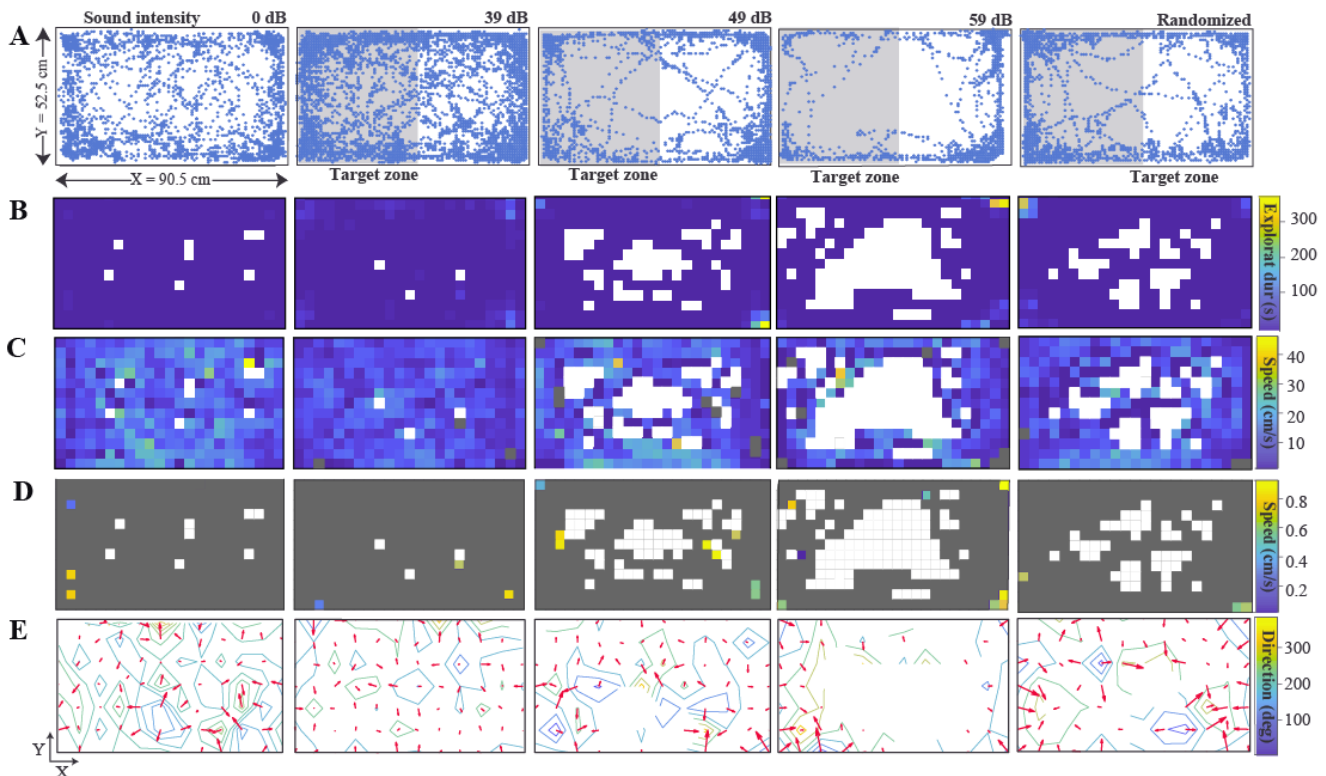 Sound intensity 0 dB 39 dB 49 dB 59 dB Randomized
A
Y = 52.5 cm
X = 90.5 cm
Target zone Target zone Target zone Target zone
B
Explorat dur (s)
300
200
100
C
Speed (cm/s)
40
30
20
10
D
Speed (cm/s)
0.8
0.6
0.4
0.2
E
Direction (deg)
300
200
100
Y
X